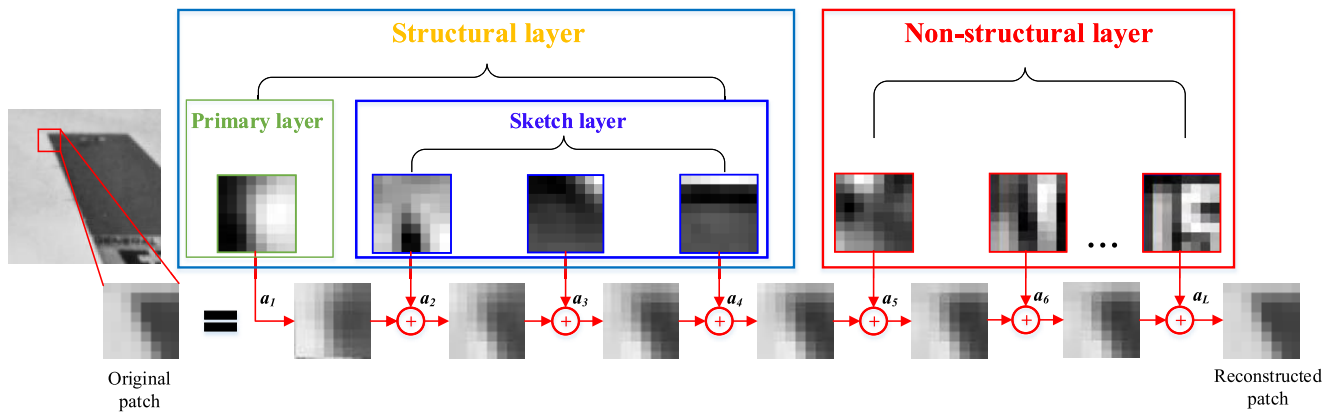 Structural layer
Non-structural layer
Primary layer
Sketch layer
...
a1
a2
a3
a4
a5
a6
aL
=
+
+
+
+
+
+
Original
patch
Reconstructed
patch